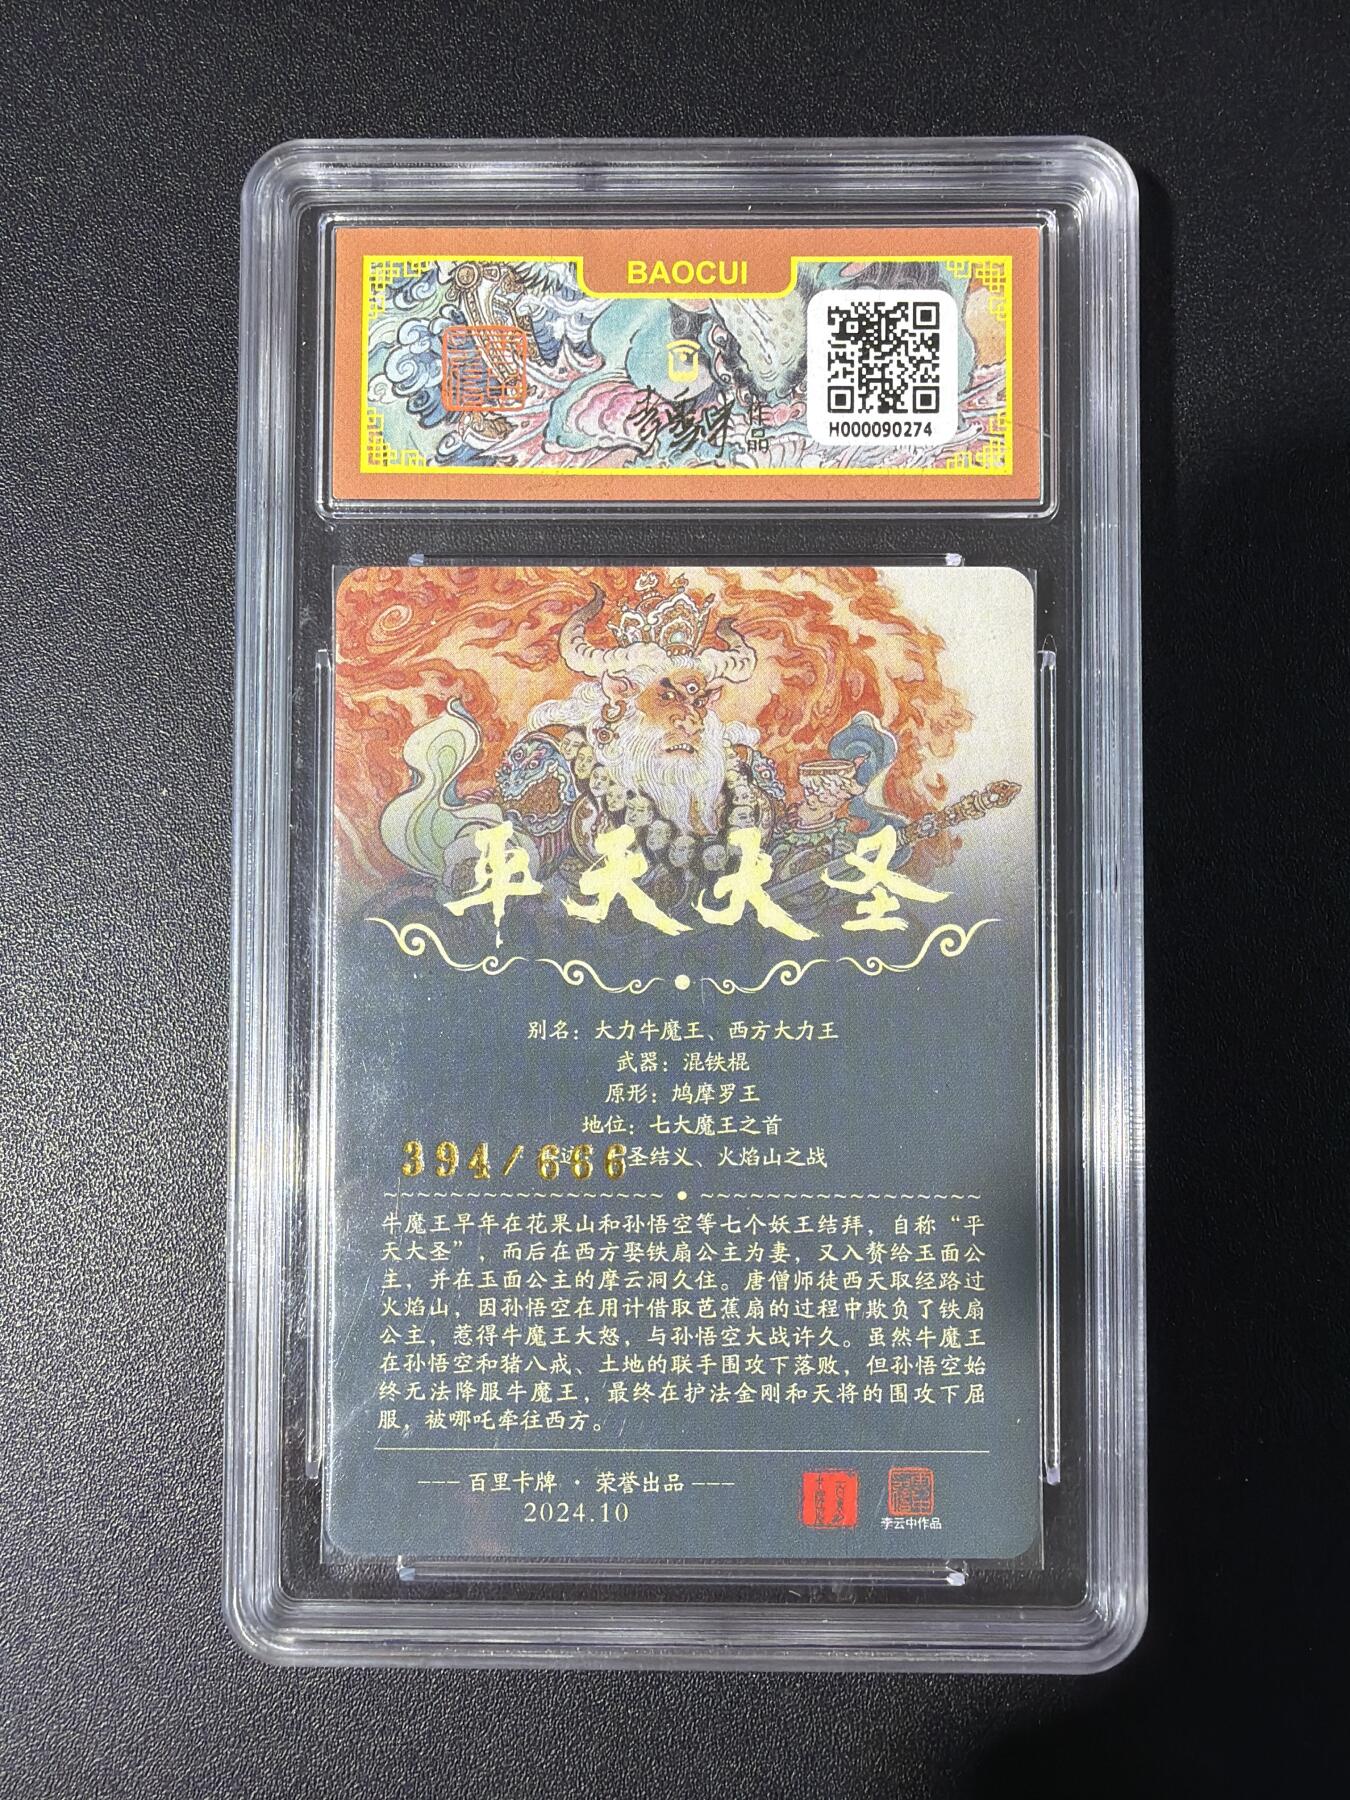 BAOCUI
作品
H000090274
平天大圣
别名：大力牛魔王、西方大力王
武器：混铁棍
原形：鸠摩罗王
地位：七大魔王之首
394/666
圣结义、火焰山之战
牛魔王早年在花果山和孙悟空等七个妖王结拜，自称“平
天大圣”，而后在西方娶铁扇公主为妻，又入赘给玉面公
主，并在玉面公主的摩云洞久住。唐僧师徒西天取经路过
火焰山，因孙悟空在用计借取芭蕉扇的过程中欺负了铁扇
公主，惹得牛魔王大怒，与孙悟空大战许久。虽然牛魔王
在孙悟空和猪八戒、土地的联手围攻下落败，但孙悟空始
终无法降服牛魔王，最终在护法金刚和天将的围攻下屈
服，被哪吒牵往西方。
--- 百里卡牌 · 荣誉出品 ---
2024.10
李云中作品